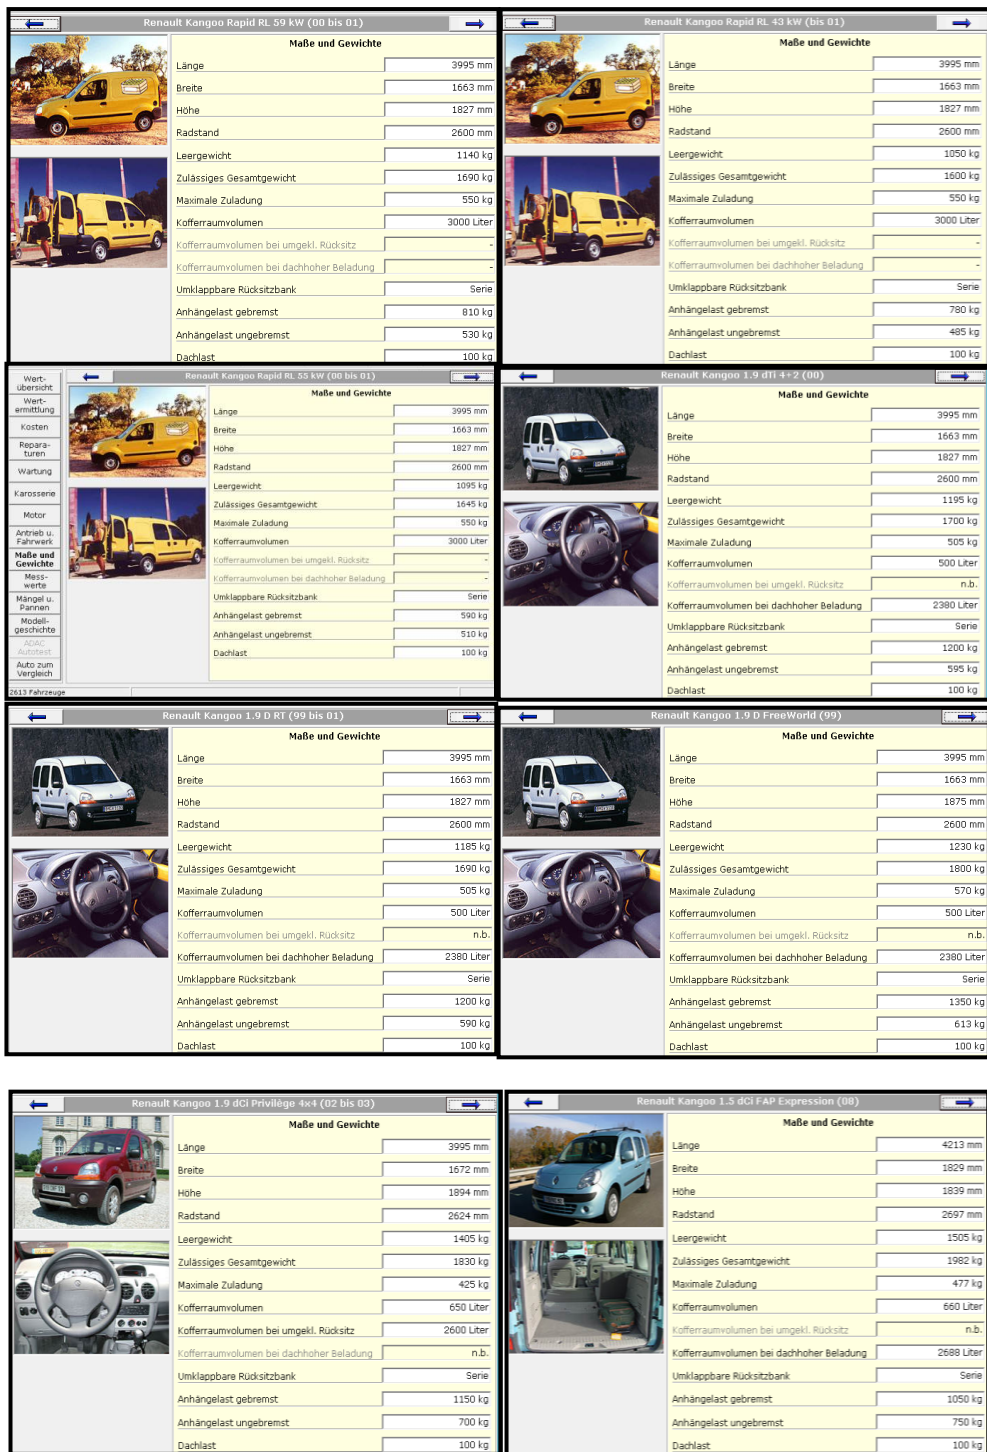 Renault Kangoo Rapid RL 59 kW (00 bis 01)
Maße und Gewichte
Länge 3995 mm
Breite 1663 mm
Höhe 1827 mm
Radstand 2600 mm
Leergewicht 1140 kg
Zulässiges Gesamtgewicht 1690 kg
Maximale Zuladung 550 kg
Kofferraumvolumen 3000 Liter
Kofferraumvolumen bei umgekl. Rücksitz -
Kofferraumvolumen bei dachhoher Beladung -
Umklappbare Rücksitzbank Serie
Anhängelast gebremst 810 kg
Anhängelast ungebremst 530 kg
Dachlast 100 kg
Renault Kangoo Rapid RL 43 kW (bis 01)
Maße und Gewichte
Länge 3995 mm
Breite 1663 mm
Höhe 1827 mm
Radstand 2600 mm
Leergewicht 1050 kg
Zulässiges Gesamtgewicht 1600 kg
Maximale Zuladung 550 kg
Kofferraumvolumen 3000 Liter
Kofferraumvolumen bei umgekl. Rücksitz -
Kofferraumvolumen bei dachhoher Beladung -
Umklappbare Rücksitzbank Serie
Anhängelast gebremst 780 kg
Anhängelast ungebremst 485 kg
Dachlast 100 kg
Wert-
übersicht
Wert-
ermittlung
Kosten
Repara-
turen
Wartung
Karosserie
Motor
Antrieb u.
Fahrwerk
Maße und
Gewichte
Mess-
werte
Mängel u.
Pannen
Modell-
geschichte
ADAC
Autotest
Auto zum
Vergleich
2613 Fahrzeuge
Renault Kangoo Rapid RL 55 kW (00 bis 01)
Maße und Gewichte
Länge 3995 mm
Breite 1663 mm
Höhe 1827 mm
Radstand 2600 mm
Leergewicht 1095 kg
Zulässiges Gesamtgewicht 1645 kg
Maximale Zuladung 550 kg
Kofferraumvolumen 3000 Liter
Kofferraumvolumen bei umgekl. Rücksitz -
Kofferraumvolumen bei dachhoher Beladung -
Umklappbare Rücksitzbank Serie
Anhängelast gebremst 590 kg
Anhängelast ungebremst 510 kg
Dachlast 100 kg
Renault Kangoo 1.9 dTi 4+2 (00)
Maße und Gewichte
Länge 3995 mm
Breite 1663 mm
Höhe 1827 mm
Radstand 2600 mm
Leergewicht 1195 kg
Zulässiges Gesamtgewicht 1700 kg
Maximale Zuladung 505 kg
Kofferraumvolumen 500 Liter
Kofferraumvolumen bei umgekl. Rücksitz n.b.
Kofferraumvolumen bei dachhoher Beladung 2380 Liter
Umklappbare Rücksitzbank Serie
Anhängelast gebremst 1200 kg
Anhängelast ungebremst 595 kg
Dachlast 100 kg
Renault Kangoo 1.9 D RT (99 bis 01)
Maße und Gewichte
Länge 3995 mm
Breite 1663 mm
Höhe 1827 mm
Radstand 2600 mm
Leergewicht 1185 kg
Zulässiges Gesamtgewicht 1690 kg
Maximale Zuladung 505 kg
Kofferraumvolumen 500 Liter
Kofferraumvolumen bei umgekl. Rücksitz n.b.
Kofferraumvolumen bei dachhoher Beladung 2380 Liter
Umklappbare Rücksitzbank Serie
Anhängelast gebremst 1200 kg
Anhängelast ungebremst 590 kg
Dachlast 100 kg
Renault Kangoo 1.9 D FreeWorld (99)
Maße und Gewichte
Länge 3995 mm
Breite 1663 mm
Höhe 1875 mm
Radstand 2600 mm
Leergewicht 1230 kg
Zulässiges Gesamtgewicht 1800 kg
Maximale Zuladung 570 kg
Kofferraumvolumen 500 Liter
Kofferraumvolumen bei umgekl. Rücksitz n.b.
Kofferraumvolumen bei dachhoher Beladung 2380 Liter
Umklappbare Rücksitzbank Serie
Anhängelast gebremst 1350 kg
Anhängelast ungebremst 613 kg
Dachlast 100 kg
Renault Kangoo 1.9 dCi Privilège 4x4 (02 bis 03)
Maße und Gewichte
Länge 3995 mm
Breite 1672 mm
Höhe 1894 mm
Radstand 2624 mm
Leergewicht 1405 kg
Zulässiges Gesamtgewicht 1830 kg
Maximale Zuladung 425 kg
Kofferraumvolumen 650 Liter
Kofferraumvolumen bei umgekl. Rücksitz 2600 Liter
Kofferraumvolumen bei dachhoher Beladung n.b.
Umklappbare Rücksitzbank Serie
Anhängelast gebremst 1150 kg
Anhängelast ungebremst 700 kg
Dachlast 100 kg
Renault Kangoo 1.5 dCi FAP Expression (08)
Maße und Gewichte
Länge 4213 mm
Breite 1829 mm
Höhe 1839 mm
Radstand 2697 mm
Leergewicht 1505 kg
Zulässiges Gesamtgewicht 1982 kg
Maximale Zuladung 477 kg
Kofferraumvolumen 660 Liter
Kofferraumvolumen bei umgekl. Rücksitz n.b.
Kofferraumvolumen bei dachhoher Beladung 2688 Liter
Umklappbare Rücksitzbank Serie
Anhängelast gebremst 1050 kg
Anhängelast ungebremst 750 kg
Dachlast 100 kg